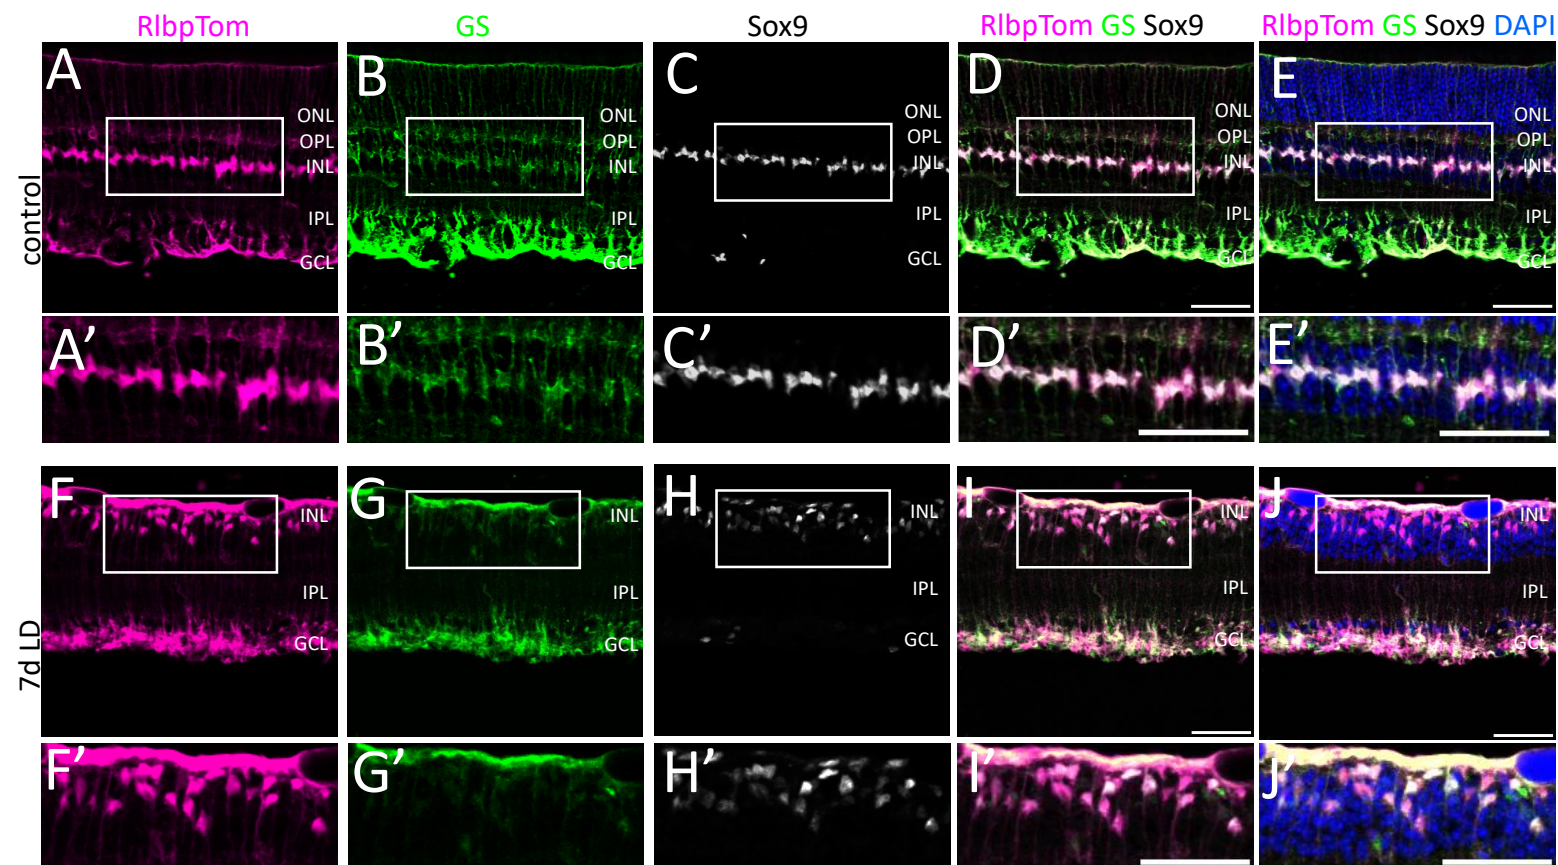 RlbpTom GS Sox9 RlbpTom GS Sox9 RlbpTom GS Sox9 DAPI
control
A ONL OPL INL IPL GCL
B ONL OPL INL IPL GCL
C ONL OPL INL IPL GCL
D ONL OPL INL IPL GCL
E ONL OPL INL IPL GCL
A’ B’ C’ D’ E’
7d LD
F INL IPL GCL
G INL IPL GCL
H INL IPL GCL
I INL IPL GCL
J INL IPL GCL
F’ G’ H’ I’ J’